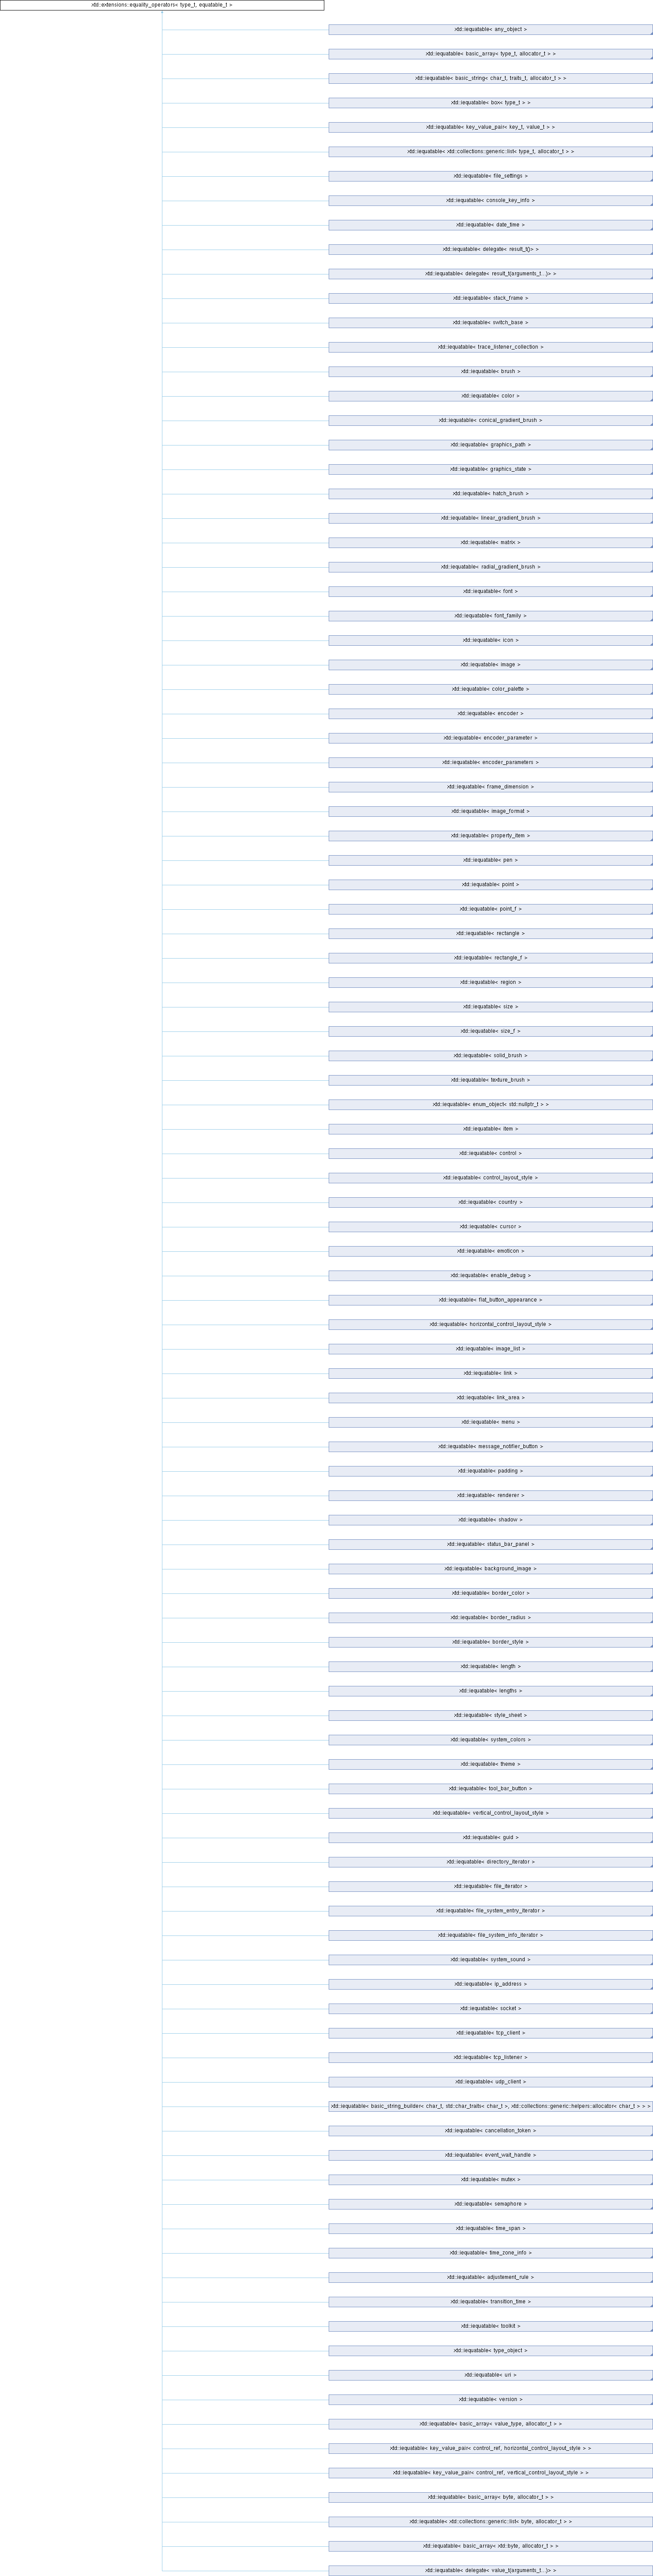 xtd::extensions::equality_operators< type_t, equatable_t >
xtd::iequatable< any_object >
xtd::iequatable< basic_array< type_t, allocator_t > >
xtd::iequatable< basic_string< char_t, traits_t, allocator_t > >
xtd::iequatable< box< type_t > >
xtd::iequatable< key_value_pair< key_t, value_t > >
xtd::iequatable< xtd::collections::generic::list< type_t, allocator_t > >
xtd::iequatable< file_settings >
xtd::iequatable< console_key_info >
xtd::iequatable< date_time >
xtd::iequatable< delegate< result_t()> >
xtd::iequatable< delegate< result_t(arguments_t...)> >
xtd::iequatable< stack_frame >
xtd::iequatable< switch_base >
xtd::iequatable< trace_listener_collection >
xtd::iequatable< brush >
xtd::iequatable< color >
xtd::iequatable< conical_gradient_brush >
xtd::iequatable< graphics_path >
xtd::iequatable< graphics_state >
xtd::iequatable< hatch_brush >
xtd::iequatable< linear_gradient_brush >
xtd::iequatable< matrix >
xtd::iequatable< radial_gradient_brush >
xtd::iequatable< font >
xtd::iequatable< font_family >
xtd::iequatable< icon >
xtd::iequatable< image >
xtd::iequatable< color_palette >
xtd::iequatable< encoder >
xtd::iequatable< encoder_parameter >
xtd::iequatable< encoder_parameters >
xtd::iequatable< frame_dimension >
xtd::iequatable< image_format >
xtd::iequatable< property_item >
xtd::iequatable< pen >
xtd::iequatable< point >
xtd::iequatable< point_f >
xtd::iequatable< rectangle >
xtd::iequatable< rectangle_f >
xtd::iequatable< region >
xtd::iequatable< size >
xtd::iequatable< size_f >
xtd::iequatable< solid_brush >
xtd::iequatable< texture_brush >
xtd::iequatable< enum_object< std::nullptr_t > >
xtd::iequatable< item >
xtd::iequatable< control >
xtd::iequatable< control_layout_style >
xtd::iequatable< country >
xtd::iequatable< cursor >
xtd::iequatable< emoticon >
xtd::iequatable< enable_debug >
xtd::iequatable< flat_button_appearance >
xtd::iequatable< horizontal_control_layout_style >
xtd::iequatable< image_list >
xtd::iequatable< link >
xtd::iequatable< link_area >
xtd::iequatable< menu >
xtd::iequatable< message_notifier_button >
xtd::iequatable< padding >
xtd::iequatable< renderer >
xtd::iequatable< shadow >
xtd::iequatable< status_bar_panel >
xtd::iequatable< background_image >
xtd::iequatable< border_color >
xtd::iequatable< border_radius >
xtd::iequatable< border_style >
xtd::iequatable< length >
xtd::iequatable< lengths >
xtd::iequatable< style_sheet >
xtd::iequatable< system_colors >
xtd::iequatable< theme >
xtd::iequatable< tool_bar_button >
xtd::iequatable< vertical_control_layout_style >
xtd::iequatable< guid >
xtd::iequatable< directory_iterator >
xtd::iequatable< file_iterator >
xtd::iequatable< file_system_entry_iterator >
xtd::iequatable< file_system_info_iterator >
xtd::iequatable< system_sound >
xtd::iequatable< ip_address >
xtd::iequatable< socket >
xtd::iequatable< tcp_client >
xtd::iequatable< tcp_listener >
xtd::iequatable< udp_client >
xtd::iequatable< basic_string_builder< char_t, std::char_traits< char_t >, xtd::collections::generic::helpers::allocator< char_t > > >
xtd::iequatable< cancellation_token >
xtd::iequatable< event_wait_handle >
xtd::iequatable< mutex >
xtd::iequatable< semaphore >
xtd::iequatable< time_span >
xtd::iequatable< time_zone_info >
xtd::iequatable< adjustement_rule >
xtd::iequatable< transition_time >
xtd::iequatable< toolkit >
xtd::iequatable< type_object >
xtd::iequatable< uri >
xtd::iequatable< version >
xtd::iequatable< basic_array< value_type, allocator_t > >
xtd::iequatable< key_value_pair< control_ref, horizontal_control_layout_style > >
xtd::iequatable< key_value_pair< control_ref, vertical_control_layout_style > >
xtd::iequatable< basic_array< byte, allocator_t > >
xtd::iequatable< xtd::collections::generic::list< byte, allocator_t > >
xtd::iequatable< basic_array< xtd::byte, allocator_t > >
xtd::iequatable< delegate< value_t(arguments_t...)> >